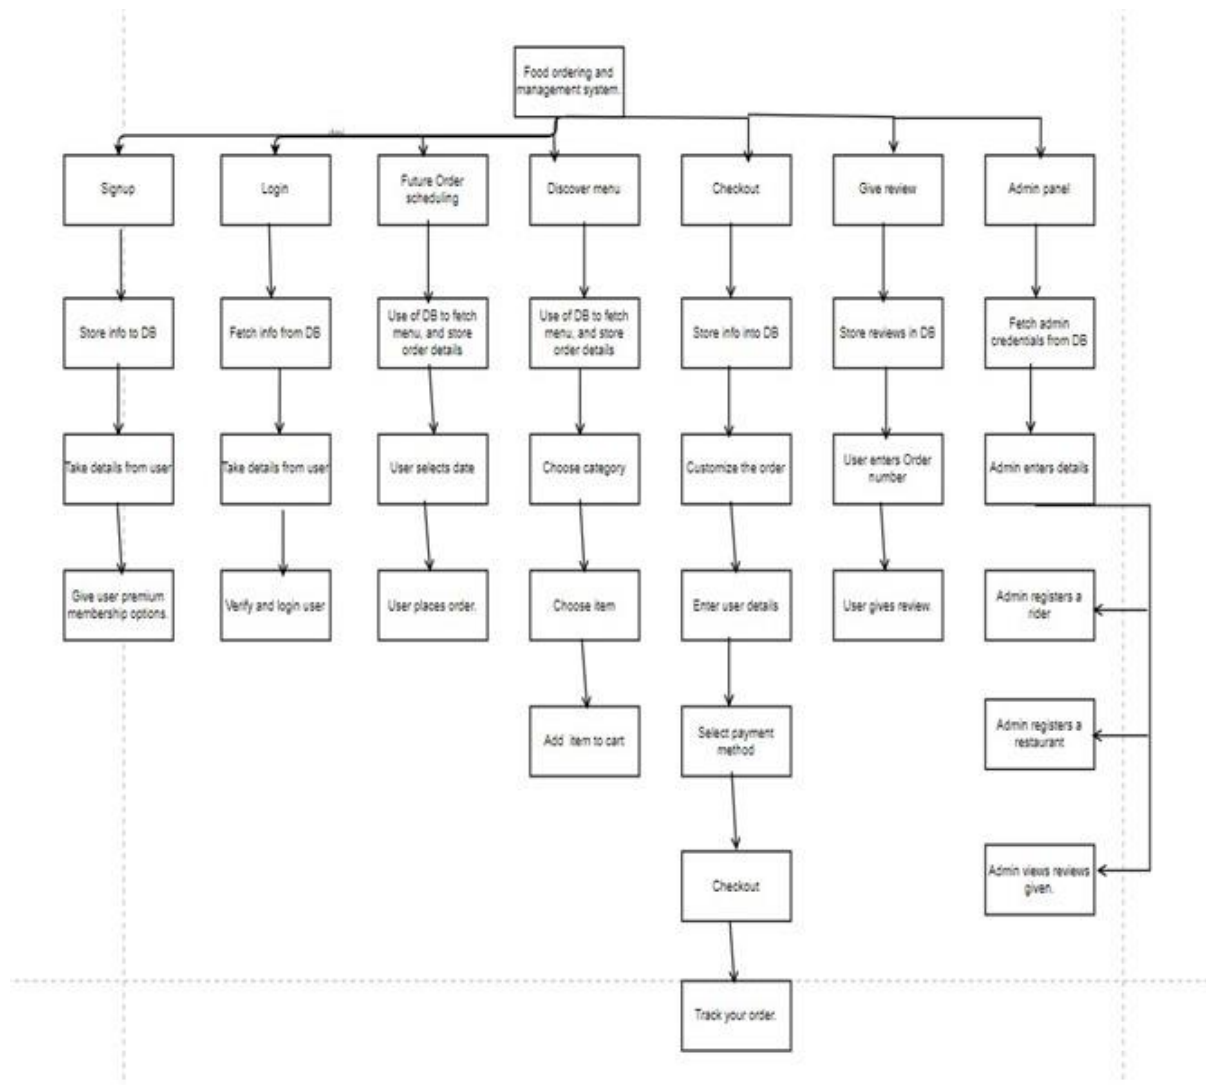 Food ordering and
management system.
Signup
Login
Future Order
scheduling
Discover menu
Checkout
Give review
Admin panel
Store info to DB
Fetch info from DB
Use of DB to fetch
menu, and store
order details
Use of DB to fetch
menu, and store
order details
Store info into DB
Store reviews in DB
Fetch admin
credentials from DB
Take details from user
Take details from user
User selects date
Choose category
Customize the order
User enters Order
number
Admin enters details
Give user premium
membership options.
Verify and login user
User places order.
Choose item
Enter user details
User gives review.
Admin registers a
rider
Add item to cart
Select payment
method
Admin registers a
restaurant
Checkout
Admin views reviews
given.
Track your order.